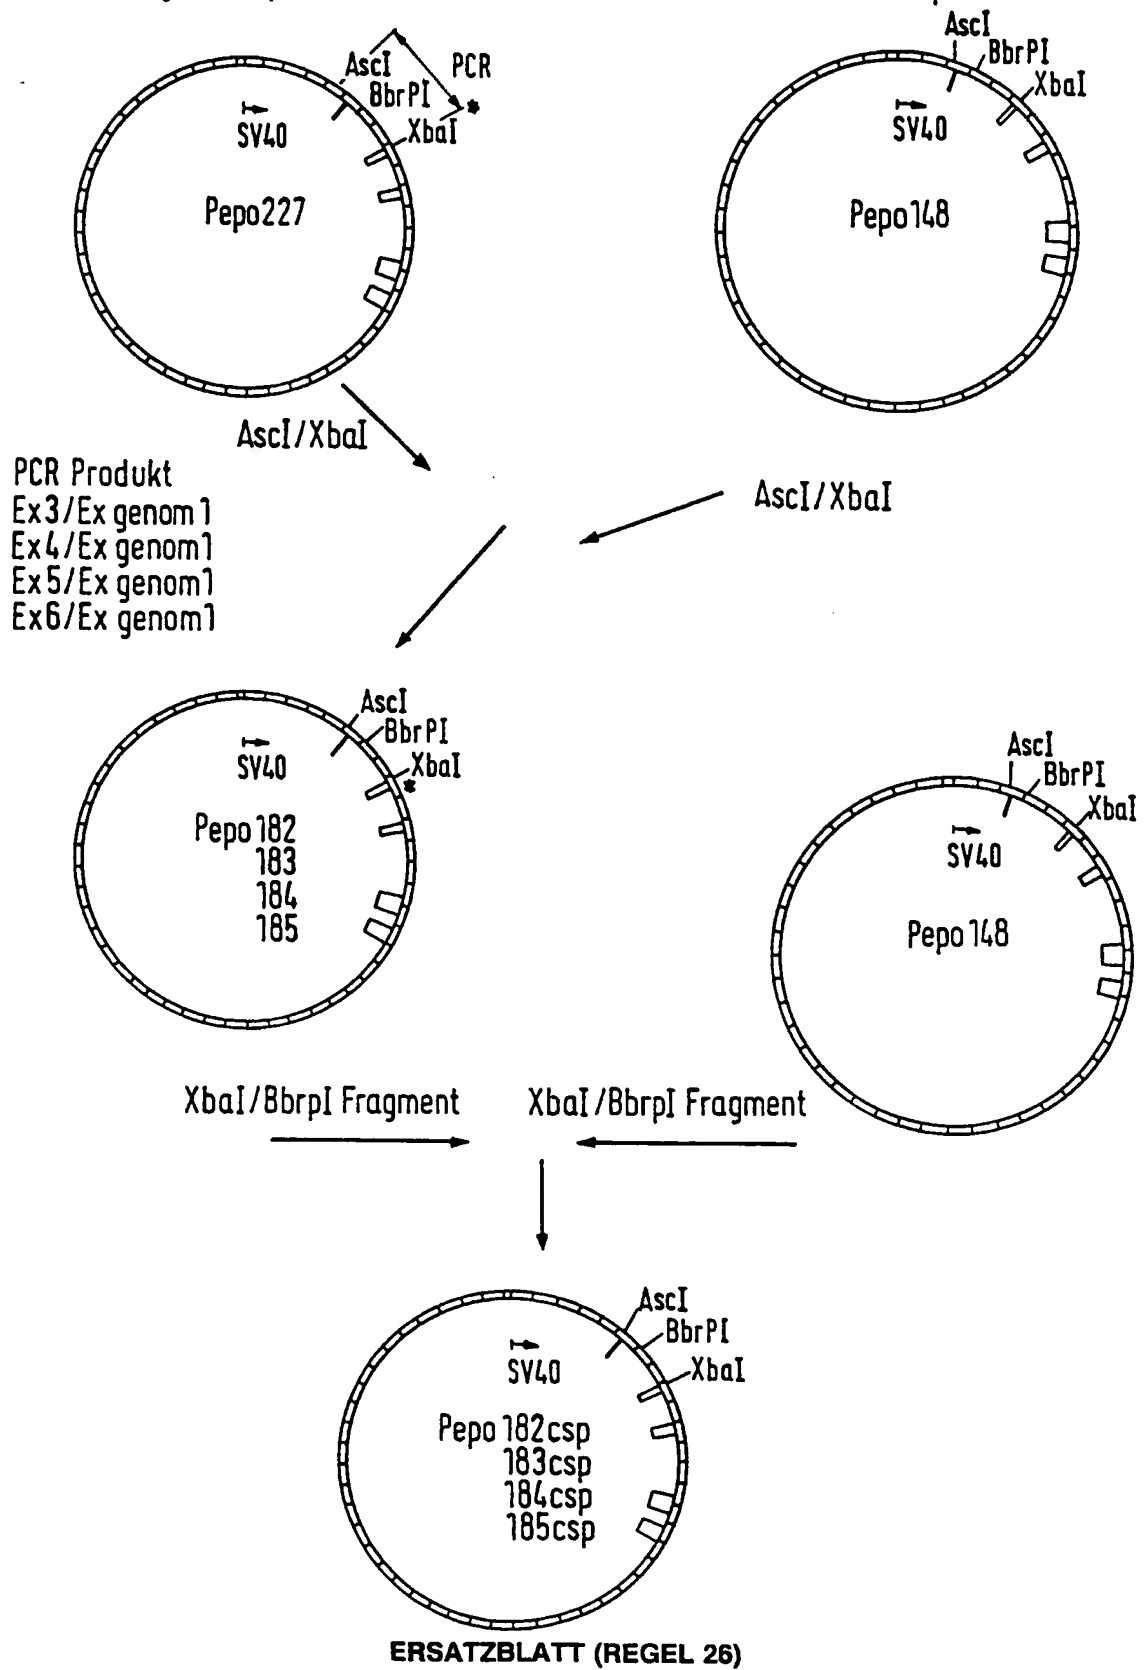 AscI
BbrPI
XbaI
PCR
*
SV40
Pepo227
AscI
BbrPI
XbaI
SV40
Pepo148
AscI/XbaI
PCR Produkt
Ex3/Ex genom1
Ex4/Ex genom1
Ex5/Ex genom1
Ex6/Ex genom1
AscI/XbaI
AscI
BbrPI
XbaI
*
SV40
Pepo182
183
184
185
AscI
BbrPI
XbaI
SV40
Pepo148
XbaI/BbrpI Fragment
XbaI/BbrpI Fragment
AscI
BbrPI
XbaI
SV40
Pepo 182csp
183csp
184csp
185csp
ERSATZBLATT (REGEL 26)